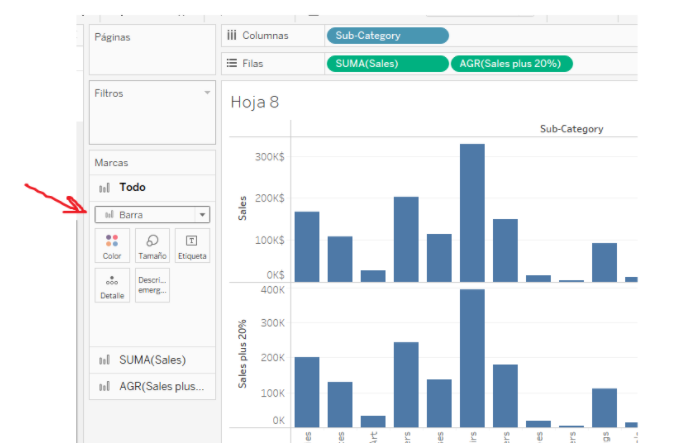 Páginas
Columnas
Sub-Category
Filas
SUMA(Sales)
AGR(Sales plus 20%)
Filtros
Hoja 8
Sub-Category
Marcas
Todo
Barra
Color
Tamaño
Etiqueta
Detalle
Descri...
emerg...
SUMA(Sales)
AGR(Sales plus...
Sales
300K$
200K$
100K$
0K$
Sales plus 20%
400K
300K
200K
100K
0K
Art